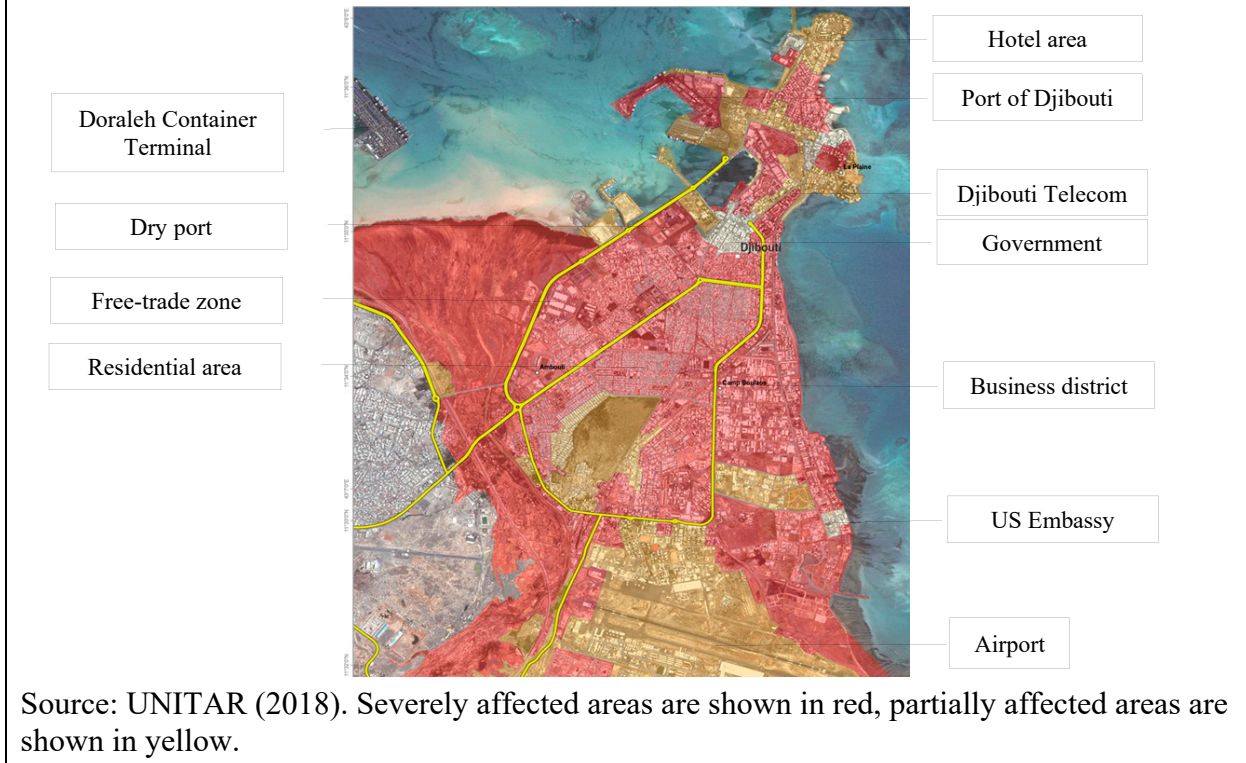 Hotel area
Port of Djibouti
Doraleh Container
Terminal
La Plaine
Djibouti Telecom
Dry port
Government
Djibouti
Free-trade zone
Residential area
Ambouli
Camp Boulaos
Business district
US Embassy
Airport
Source: UNITAR (2018). Severely affected areas are shown in red, partially affected areas are
shown in yellow.